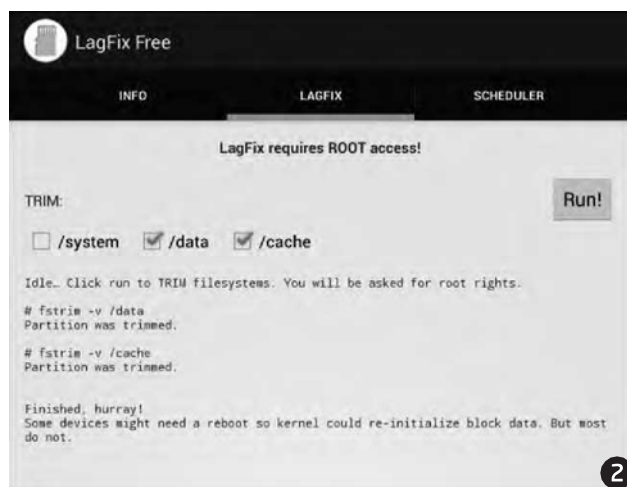 LagFix Free
INFO LAGFIX SCHEDULER
LagFix requires ROOT access!
TRIM: Run!
/system /data /cache
Idle… Click run to TRIM filesystems. You will be asked for root rights.
# fstrim -v /data
Partition was trimmed.
# fstrim -v /cache
Partition was trimmed.
Finished, hurray!
Some devices might need a reboot so kernel could re-initialize block data. But most
do not.
2